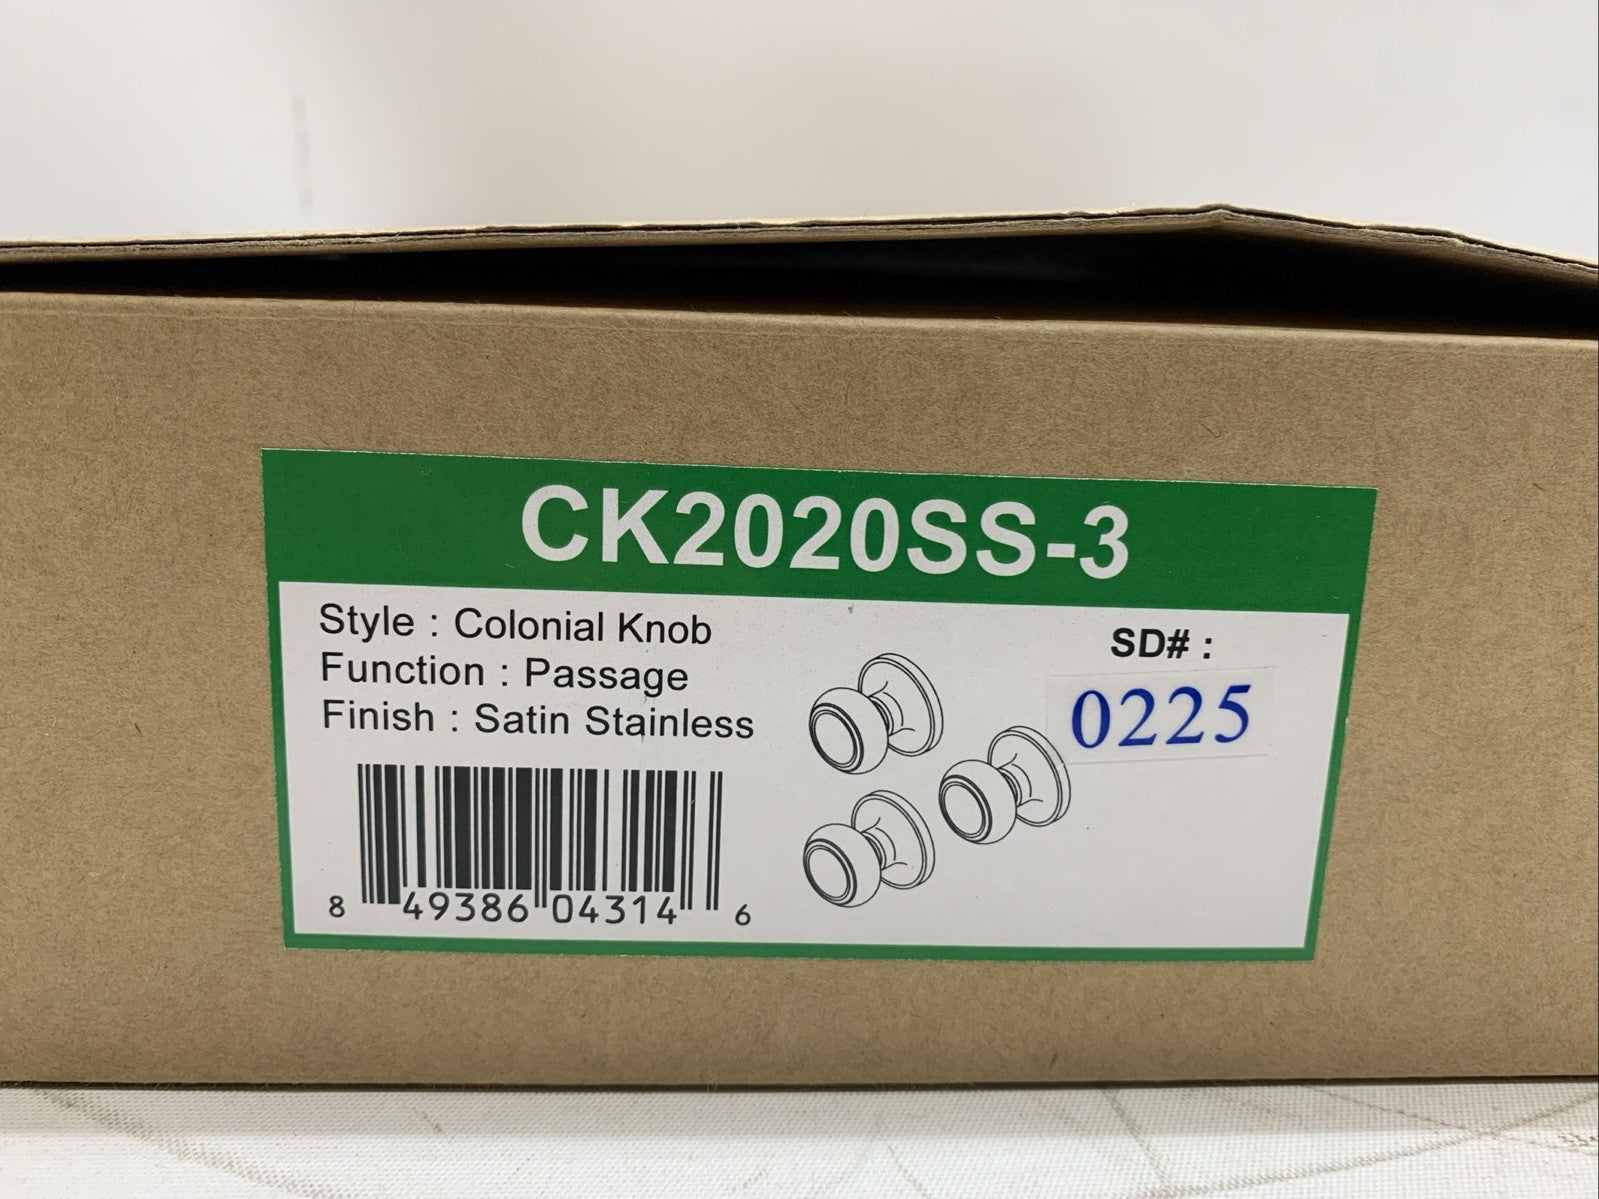 CK2020SS-3
Style : Colonial Knob
Function : Passage
Finish : Satin Stainless
SD# :
0225
8 49386 04314 6